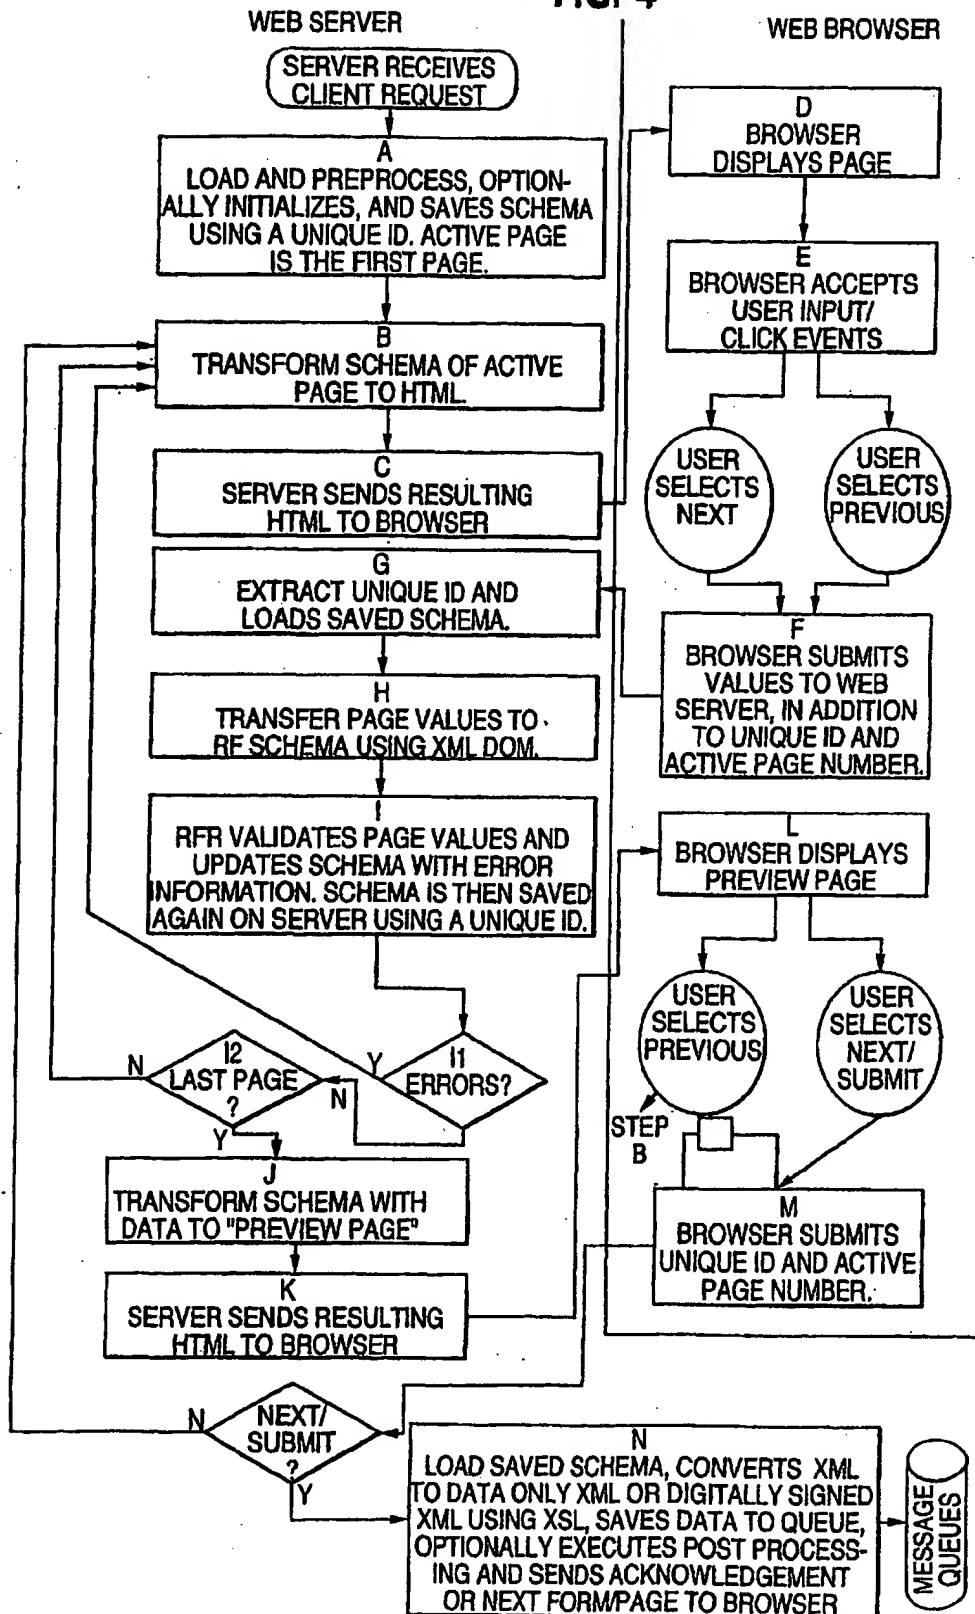 FIG. 4
WEB SERVER
WEB BROWSER
SERVER RECEIVES
CLIENT REQUEST
A
LOAD AND PREPROCESS, OPTION-
ALLY INITIALIZES, AND SAVES SCHEMA
USING A UNIQUE ID. ACTIVE PAGE
IS THE FIRST PAGE.
B
TRANSFORM SCHEMA OF ACTIVE
PAGE TO HTML.
C
SERVER SENDS RESULTING
HTML TO BROWSER
D
BROWSER
DISPLAYS PAGE
E
BROWSER ACCEPTS
USER INPUT/
CLICK EVENTS
USER
SELECTS
NEXT
USER
SELECTS
PREVIOUS
F
BROWSER SUBMITS
VALUES TO WEB
SERVER, IN ADDITION
TO UNIQUE ID AND
ACTIVE PAGE NUMBER.
G
EXTRACT UNIQUE ID AND
LOADS SAVED SCHEMA.
H
TRANSFER PAGE VALUES TO
RF SCHEMA USING XML DOM.
I
RFR VALIDATES PAGE VALUES AND
UPDATES SCHEMA WITH ERROR
INFORMATION. SCHEMA IS THEN SAVED
AGAIN ON SERVER USING A UNIQUE ID.
I1
ERRORS?
Y
N
I2
LAST PAGE
?
N
Y
J
TRANSFORM SCHEMA WITH
DATA TO "PREVIEW PAGE"
K
SERVER SENDS RESULTING
HTML TO BROWSER
L
BROWSER DISPLAYS
PREVIEW PAGE
USER
SELECTS
PREVIOUS
USER
SELECTS
NEXT/
SUBMIT
STEP
B
M
BROWSER SUBMITS
UNIQUE ID AND ACTIVE
PAGE NUMBER.
NEXT/
SUBMIT
?
N
Y
N
LOAD SAVED SCHEMA, CONVERTS XML
TO DATA ONLY XML OR DIGITALLY SIGNED
XML USING XSL, SAVES DATA TO QUEUE,
OPTIONALLY EXECUTES POST PROCESS-
ING AND SENDS ACKNOWLEDGEMENT
OR NEXT FORM/PAGE TO BROWSER
MESSAGE
QUEUES